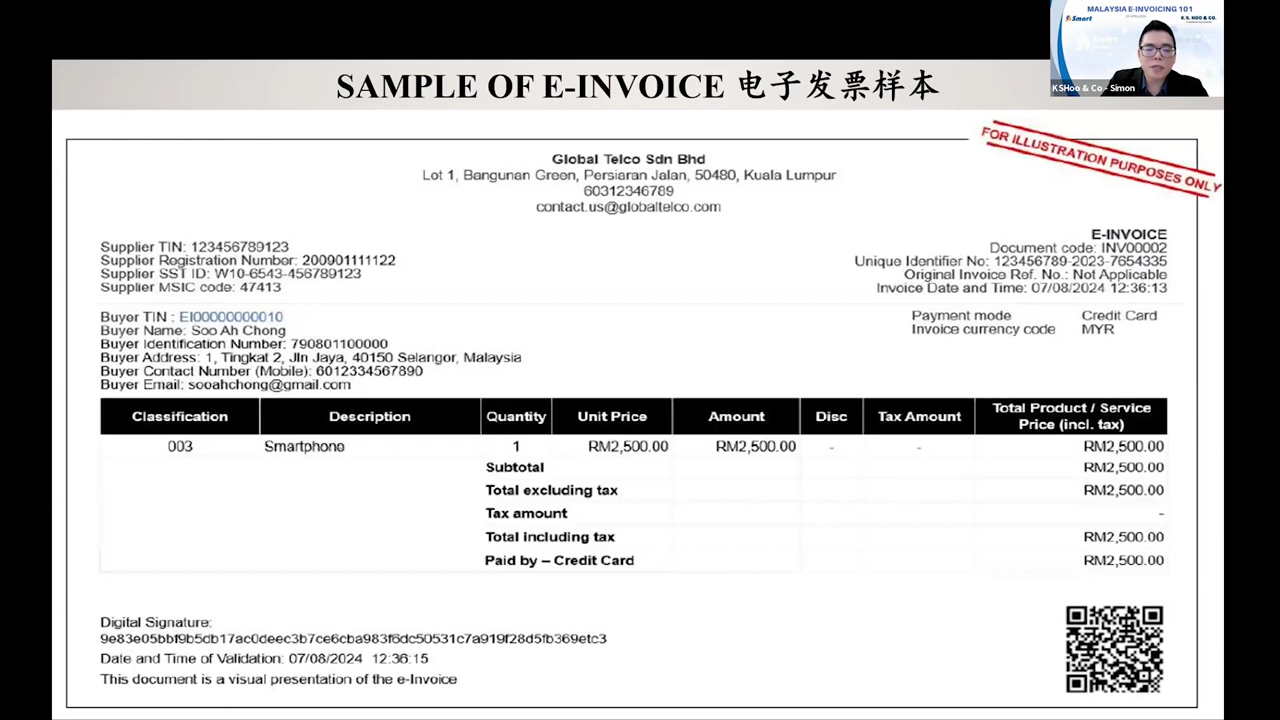 MALAYSIA E-INVOICING 101
Smart
K.S. HOO & CO.
KSHoo & Co - Simon
SAMPLE OF E-INVOICE 电子发票样本
FOR ILLUSTRATION PURPOSES ONLY
Global Telco Sdn Bhd
Lot 1, Bangunan Green, Persiaran Jalan, 50480, Kuala Lumpur
60312346789
contact.us@globaltelco.com
Supplier TIN: 123456789123
Supplier Registration Number: 200901111122
Supplier SST ID: W10-6543-456789123
Supplier MSIC code: 47413
E-INVOICE
Document code: INV00002
Unique Identifier No: 123456789-2023-7654335
Original Invoice Ref. No.: Not Applicable
Invoice Date and Time: 07/08/2024 12:36:13
Buyer TIN : EI00000000010
Buyer Name: Soo Ah Chong
Buyer Identification Number: 790801100000
Buyer Address: 1, Tingkat 2, Jln Jaya, 40150 Selangor, Malaysia
Buyer Contact Number (Mobile): 6012334567890
Buyer Email: sooahchong@gmail.com
Payment mode Credit Card
Invoice currency code MYR
Classification Description Quantity Unit Price Amount Disc Tax Amount Total Product / Service Price (incl. tax)
003 Smartphone 1 RM2,500.00 RM2,500.00 - - RM2,500.00
Subtotal RM2,500.00
Total excluding tax RM2,500.00
Tax amount -
Total including tax RM2,500.00
Paid by – Credit Card RM2,500.00
Digital Signature:
9e83e05bbf9b5db17ac0deec3b7ce6cba983f6dc50531c7a919f28d5fb369etc3
Date and Time of Validation: 07/08/2024 12:36:15
This document is a visual presentation of the e-Invoice